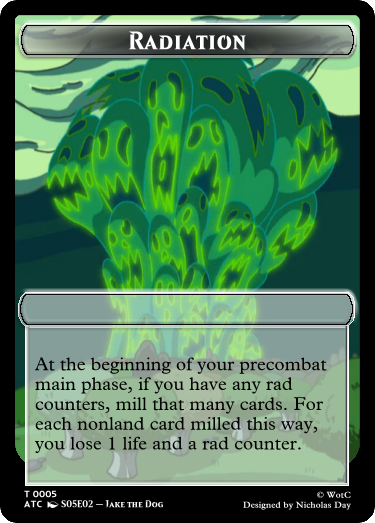 Radiation
At the beginning of your precombat
main phase, if you have any rad
counters, mill that many cards. For
each nonland card milled this way,
you lose 1 life and a rad counter.
T 0005
© WotC
ATC S05E02 – Jake the Dog
Designed by Nicholas Day